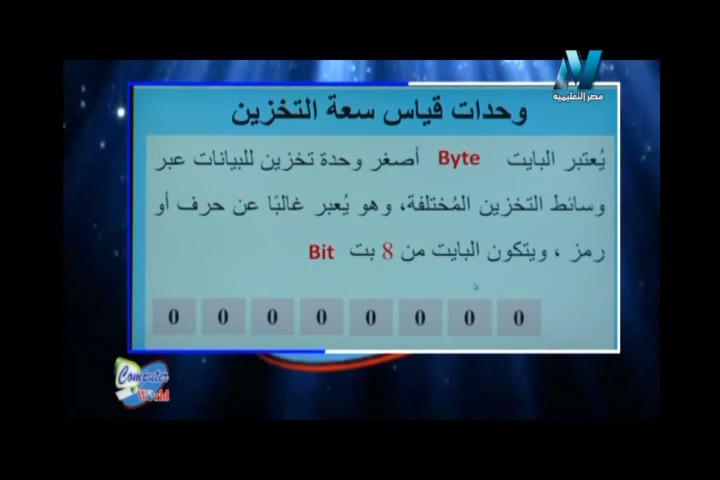 مصر التعليمية
وحدات قياس سعة التخزين
يُعتبر البايت Byte أصغر وحدة تخزين للبيانات عبر
وسائط التخزين المُختلفة، وهو يُعبر غالبًا عن حرف أو
رمز ، ويتكون البايت من 8 بت Bit
0 0 0 0 0 0 0 0
Computer
World